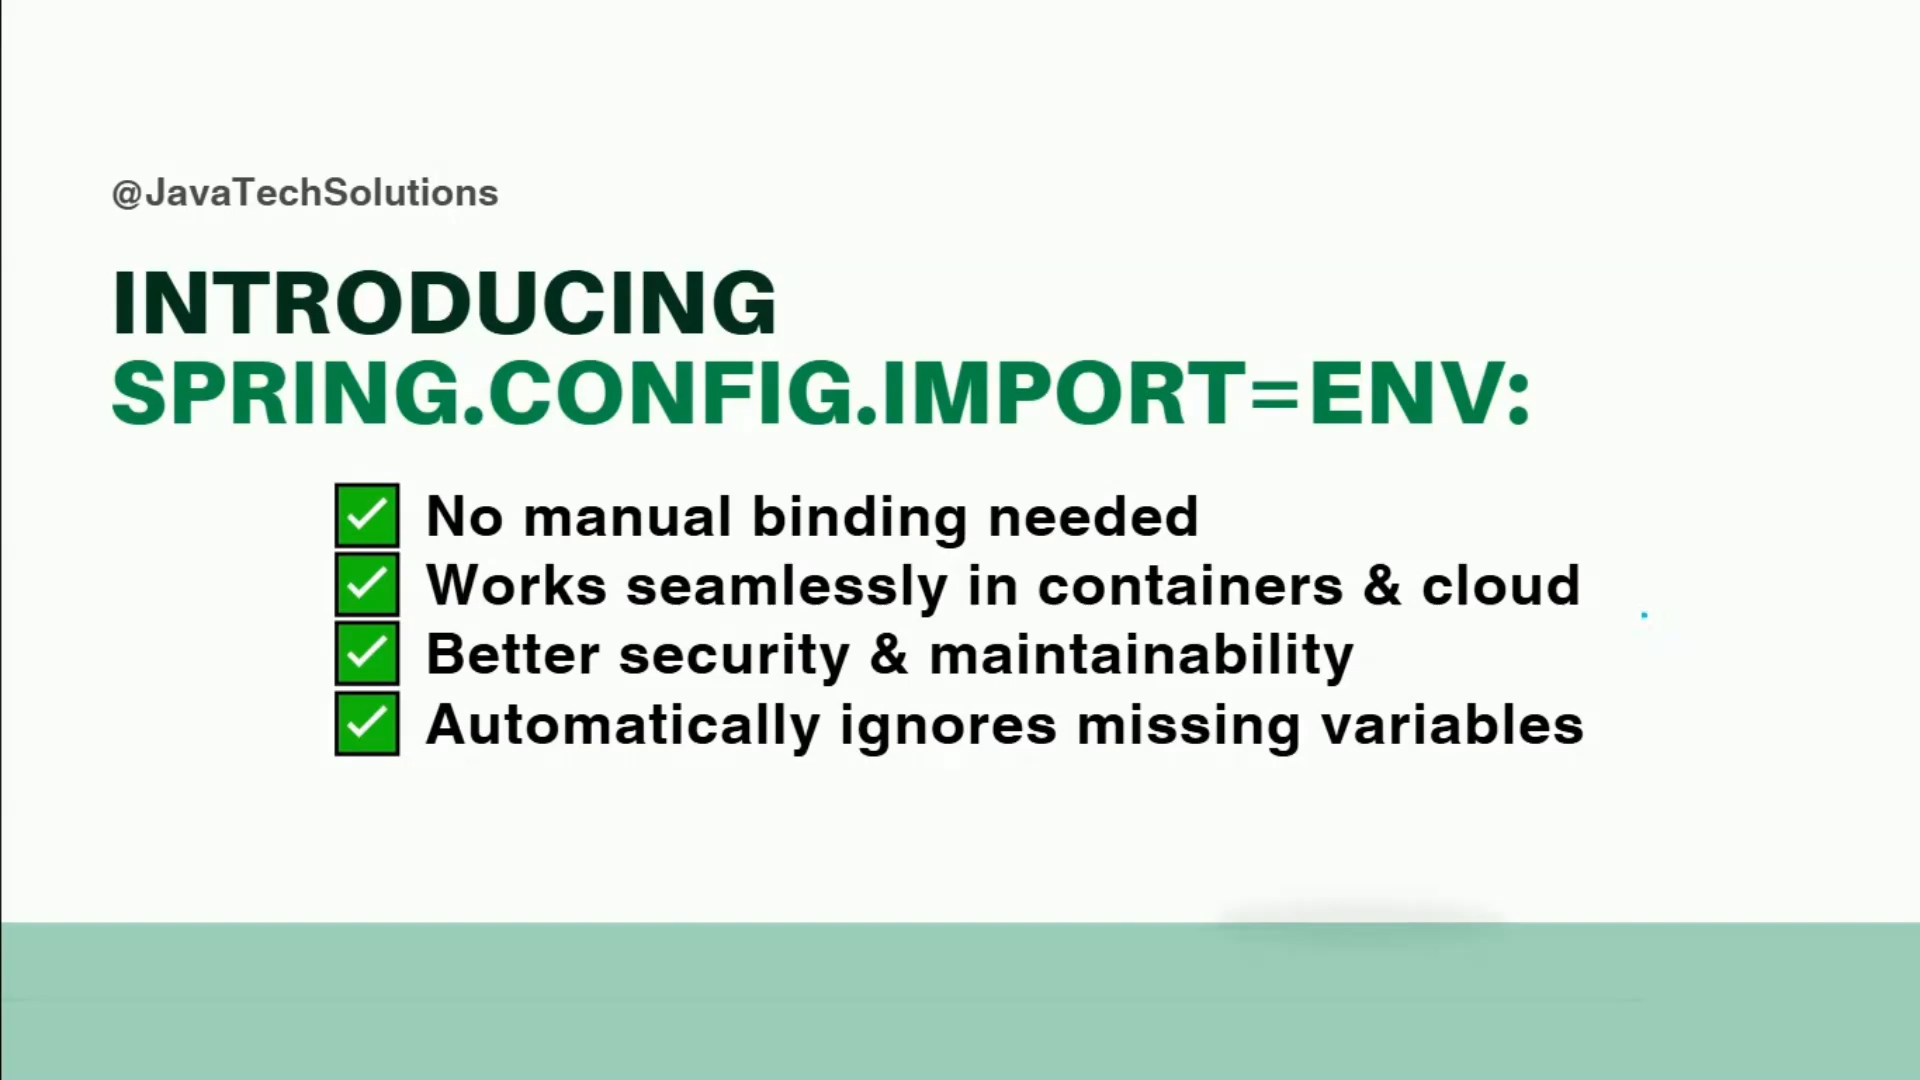 @JavaTechSolutions
INTRODUCING
SPRING.CONFIG.IMPORT=ENV:
✅ No manual binding needed
✅ Works seamlessly in containers & cloud
✅ Better security & maintainability
✅ Automatically ignores missing variables